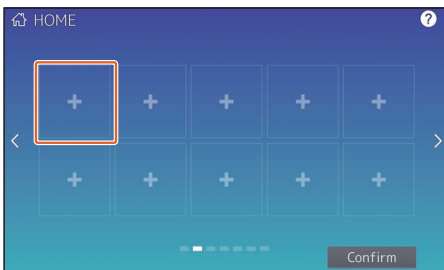 HOME
?
+ + + + +
+ + + + +
< >
Confirm